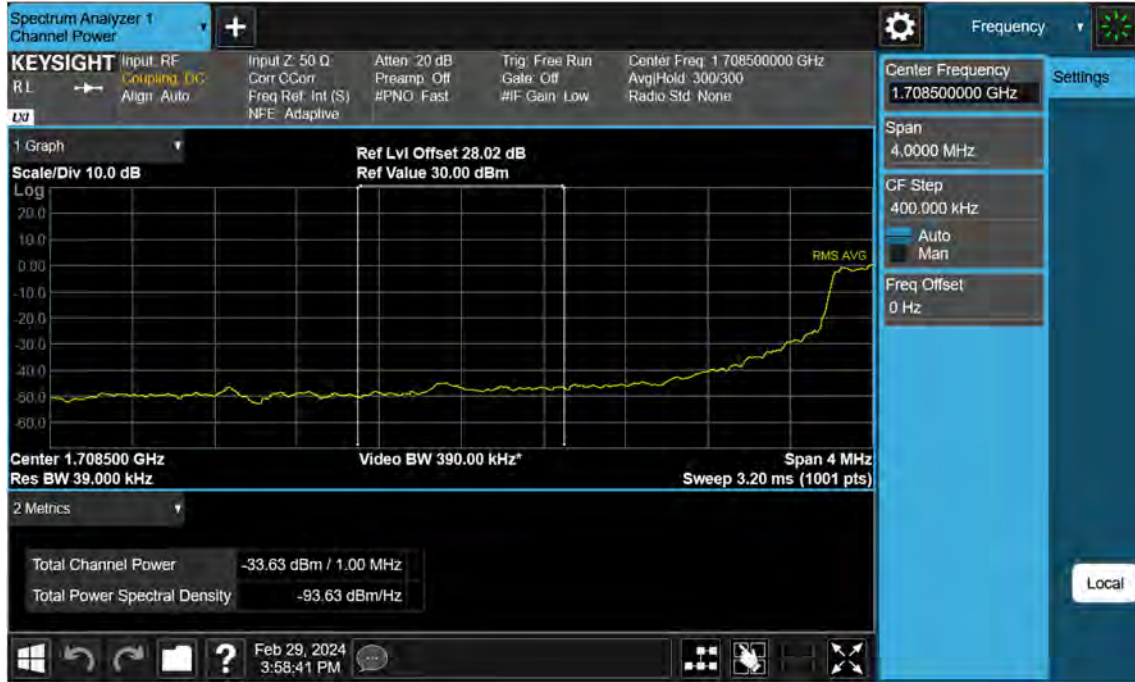 Spectrum Analyzer 1
Channel Power
+
Frequency
KEYSIGHT
RL
LXI
Input: RF
Coupling: DC
Align: Auto
Input Z: 50 Ω
Corr CCorr
Freq Ref: Int (S)
NFE: Adaptive
Atten: 20 dB
Preamp: Off
#PNO: Fast
Trig: Free Run
Gate: Off
#IF Gain: Low
Center Freq: 1.708500000 GHz
Avg|Hold: 300/300
Radio Std: None
1 Graph
Scale/Div 10.0 dB
Ref Lvl Offset 28.02 dB
Ref Value 30.00 dBm
Log
20.0
10.0
0.00
-10.0
-20.0
-30.0
-40.0
-50.0
-60.0
RMS AVG
Center 1.708500 GHz
Res BW 39.000 kHz
Video BW 390.00 kHz*
Span 4 MHz
Sweep 3.20 ms (1001 pts)
2 Metrics
Total Channel Power -33.63 dBm / 1.00 MHz
Total Power Spectral Density -93.63 dBm/Hz
Center Frequency
1.708500000 GHz
Span
4.0000 MHz
CF Step
400.000 kHz
Auto
Man
Freq Offset
0 Hz
Settings
Local
?
Feb 29, 2024
3:58:41 PM